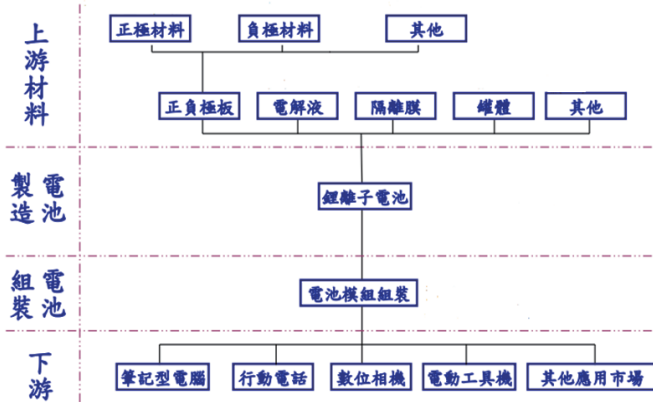 上游材料
正極材料
負極材料
其他
正負極板
電解液
隔離膜
罐體
其他
電池製造
鋰離子電池
電池組裝
電池模組組裝
下游
筆記型電腦
行動電話
數位相機
電動工具機
其他應用市場